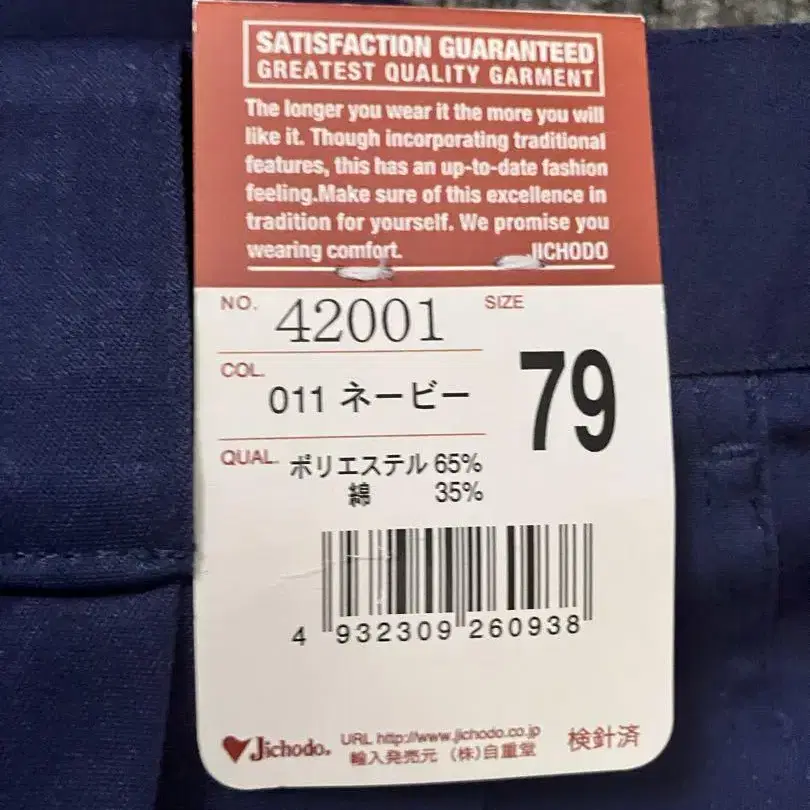 SATISFACTION GUARANTEED
GREATEST QUALITY GARMENT
The longer you wear it the more you will
like it. Though incorporating traditional
features, this has an up-to-date fashion
feeling.Make sure of this excellence in
tradition for yourself. We promise you
wearing comfort. JICHODO
NO. 42001
SIZE 79
COL. 011 ネービー
QUAL. ポリエステル 65%
綿 35%
4 932309 260938
Jichodo. URL http://www.jichodo.co.jp
輸入発売元 (株)自重堂
検針済